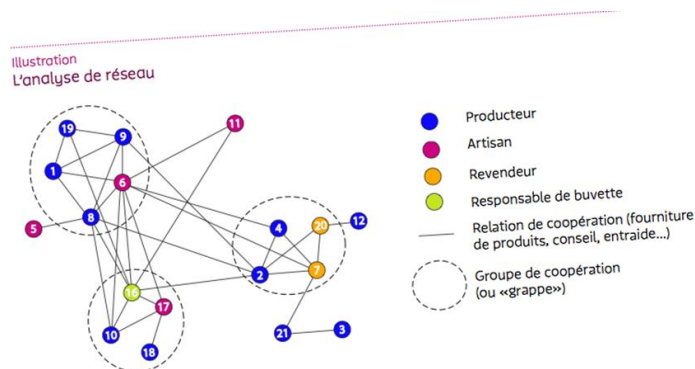 Illustration
L'analyse de réseau
19
9
11
1
6
8
5
4
20
12
2
7
16
17
10
18
21
3
Producteur
Artisan
Revendeur
Responsable de buvette
Relation de coopération (fourniture
de produits, conseil, entraide...)
Groupe de coopération
(ou «grappe»)